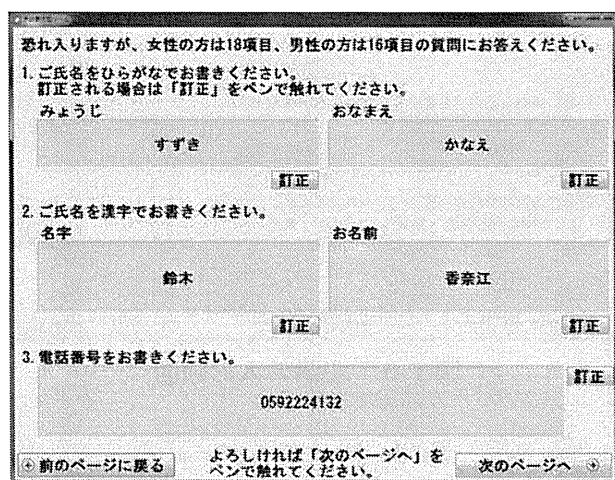 恐れ入りますが、女性の方は18項目、男性の方は16項目の質問にお答えください。
1. ご氏名をひらがなでお書きください。
訂正される場合は「訂正」をペンで触れてください。
みょうじ おなまえ
すずき かなえ
訂正 訂正
2. ご氏名を漢字でお書きください。
名字 お名前
鈴木 香奈江
訂正 訂正
3. 電話番号をお書きください。
訂正
0592224132
前のページに戻る
よろしければ「次のページへ」を
ペンで触れてください。
次のページへ